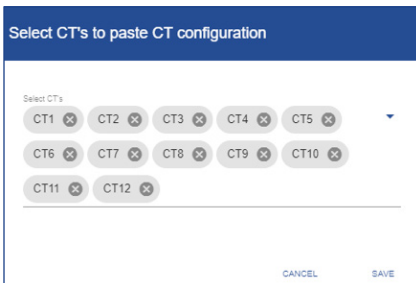 Select CT's to paste CT configuration
Select CT's
CT1 CT2 CT3 CT4 CT5
CT6 CT7 CT8 CT9 CT10
CT11 CT12
CANCEL SAVE